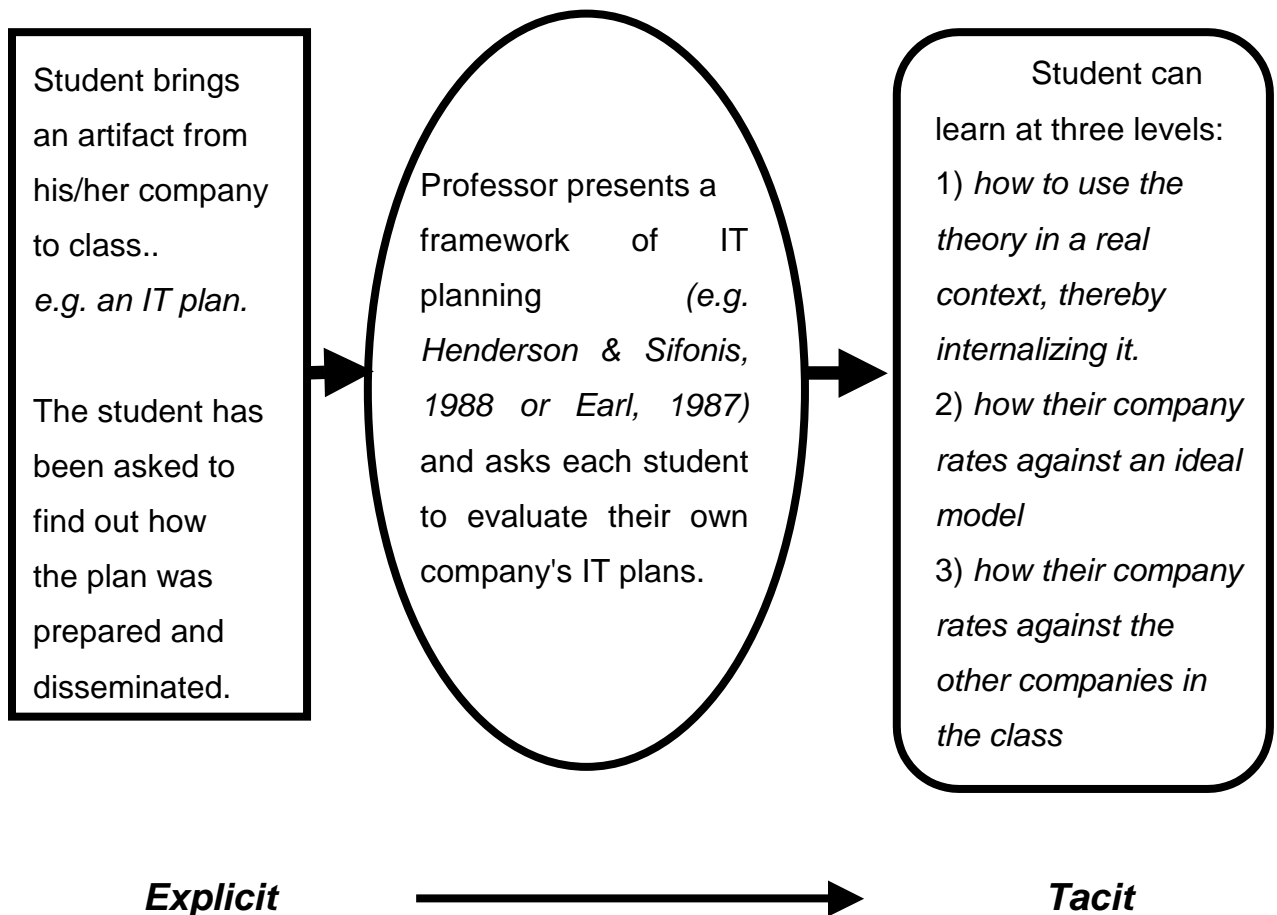 Student brings
an artifact from
his/her company
to class..
e.g. an IT plan.
The student has
been asked to
find out how
the plan was
prepared and
disseminated.
Professor presents a
framework of IT
planning (e.g.
Henderson & Sifonis,
1988 or Earl, 1987)
and asks each student
to evaluate their own
company's IT plans.
Student can
learn at three levels:
1) how to use the
theory in a real
context, thereby
internalizing it.
2) how their company
rates against an ideal
model
3) how their company
rates against the
other companies in
the class
Explicit
Tacit